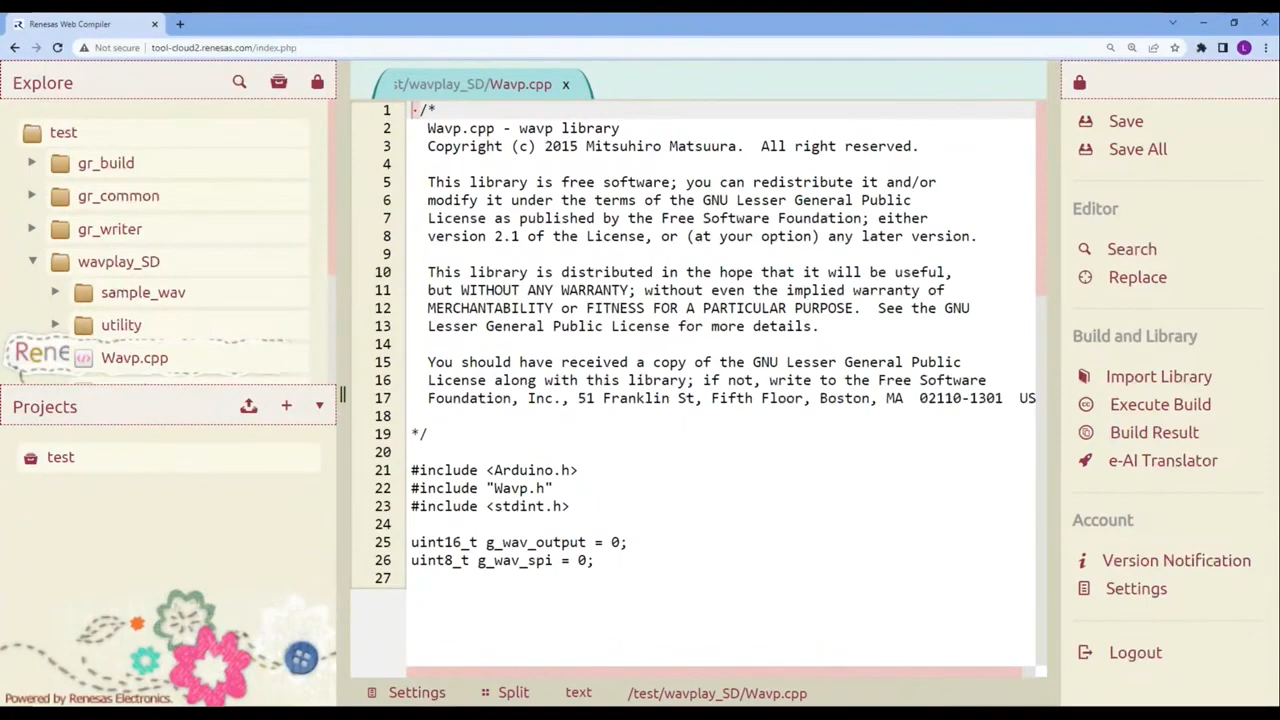 Renesas Web Compiler
Not secure
tool-cloud2.renesas.com/index.php
L
Explore
test
gr_build
gr_common
gr_writer
wavplay_SD
sample_wav
utility
Rene
Wavp.cpp
Projects
test
Powered by Renesas Electronics.
st/wavplay_SD/Wavp.cpp x
1 /*
2 Wavp.cpp - wavp library
3 Copyright (c) 2015 Mitsuhiro Matsuura.  All right reserved.
4
5 This library is free software; you can redistribute it and/or
6 modify it under the terms of the GNU Lesser General Public
7 License as published by the Free Software Foundation; either
8 version 2.1 of the License, or (at your option) any later version.
9
10 This library is distributed in the hope that it will be useful,
11 but WITHOUT ANY WARRANTY; without even the implied warranty of
12 MERCHANTABILITY or FITNESS FOR A PARTICULAR PURPOSE.  See the GNU
13 Lesser General Public License for more details.
14
15 You should have received a copy of the GNU Lesser General Public
16 License along with this library; if not, write to the Free Software
17 Foundation, Inc., 51 Franklin St, Fifth Floor, Boston, MA  02110-1301  US
18
19 */
20
21 #include <Arduino.h>
22 #include "Wavp.h"
23 #include <stdint.h>
24
25 uint16_t g_wav_output = 0;
26 uint8_t g_wav_spi = 0;
27
Settings
Split
text
/test/wavplay_SD/Wavp.cpp
Save
Save All
Editor
Search
Replace
Build and Library
Import Library
Execute Build
Build Result
e-AI Translator
Account
Version Notification
Settings
Logout